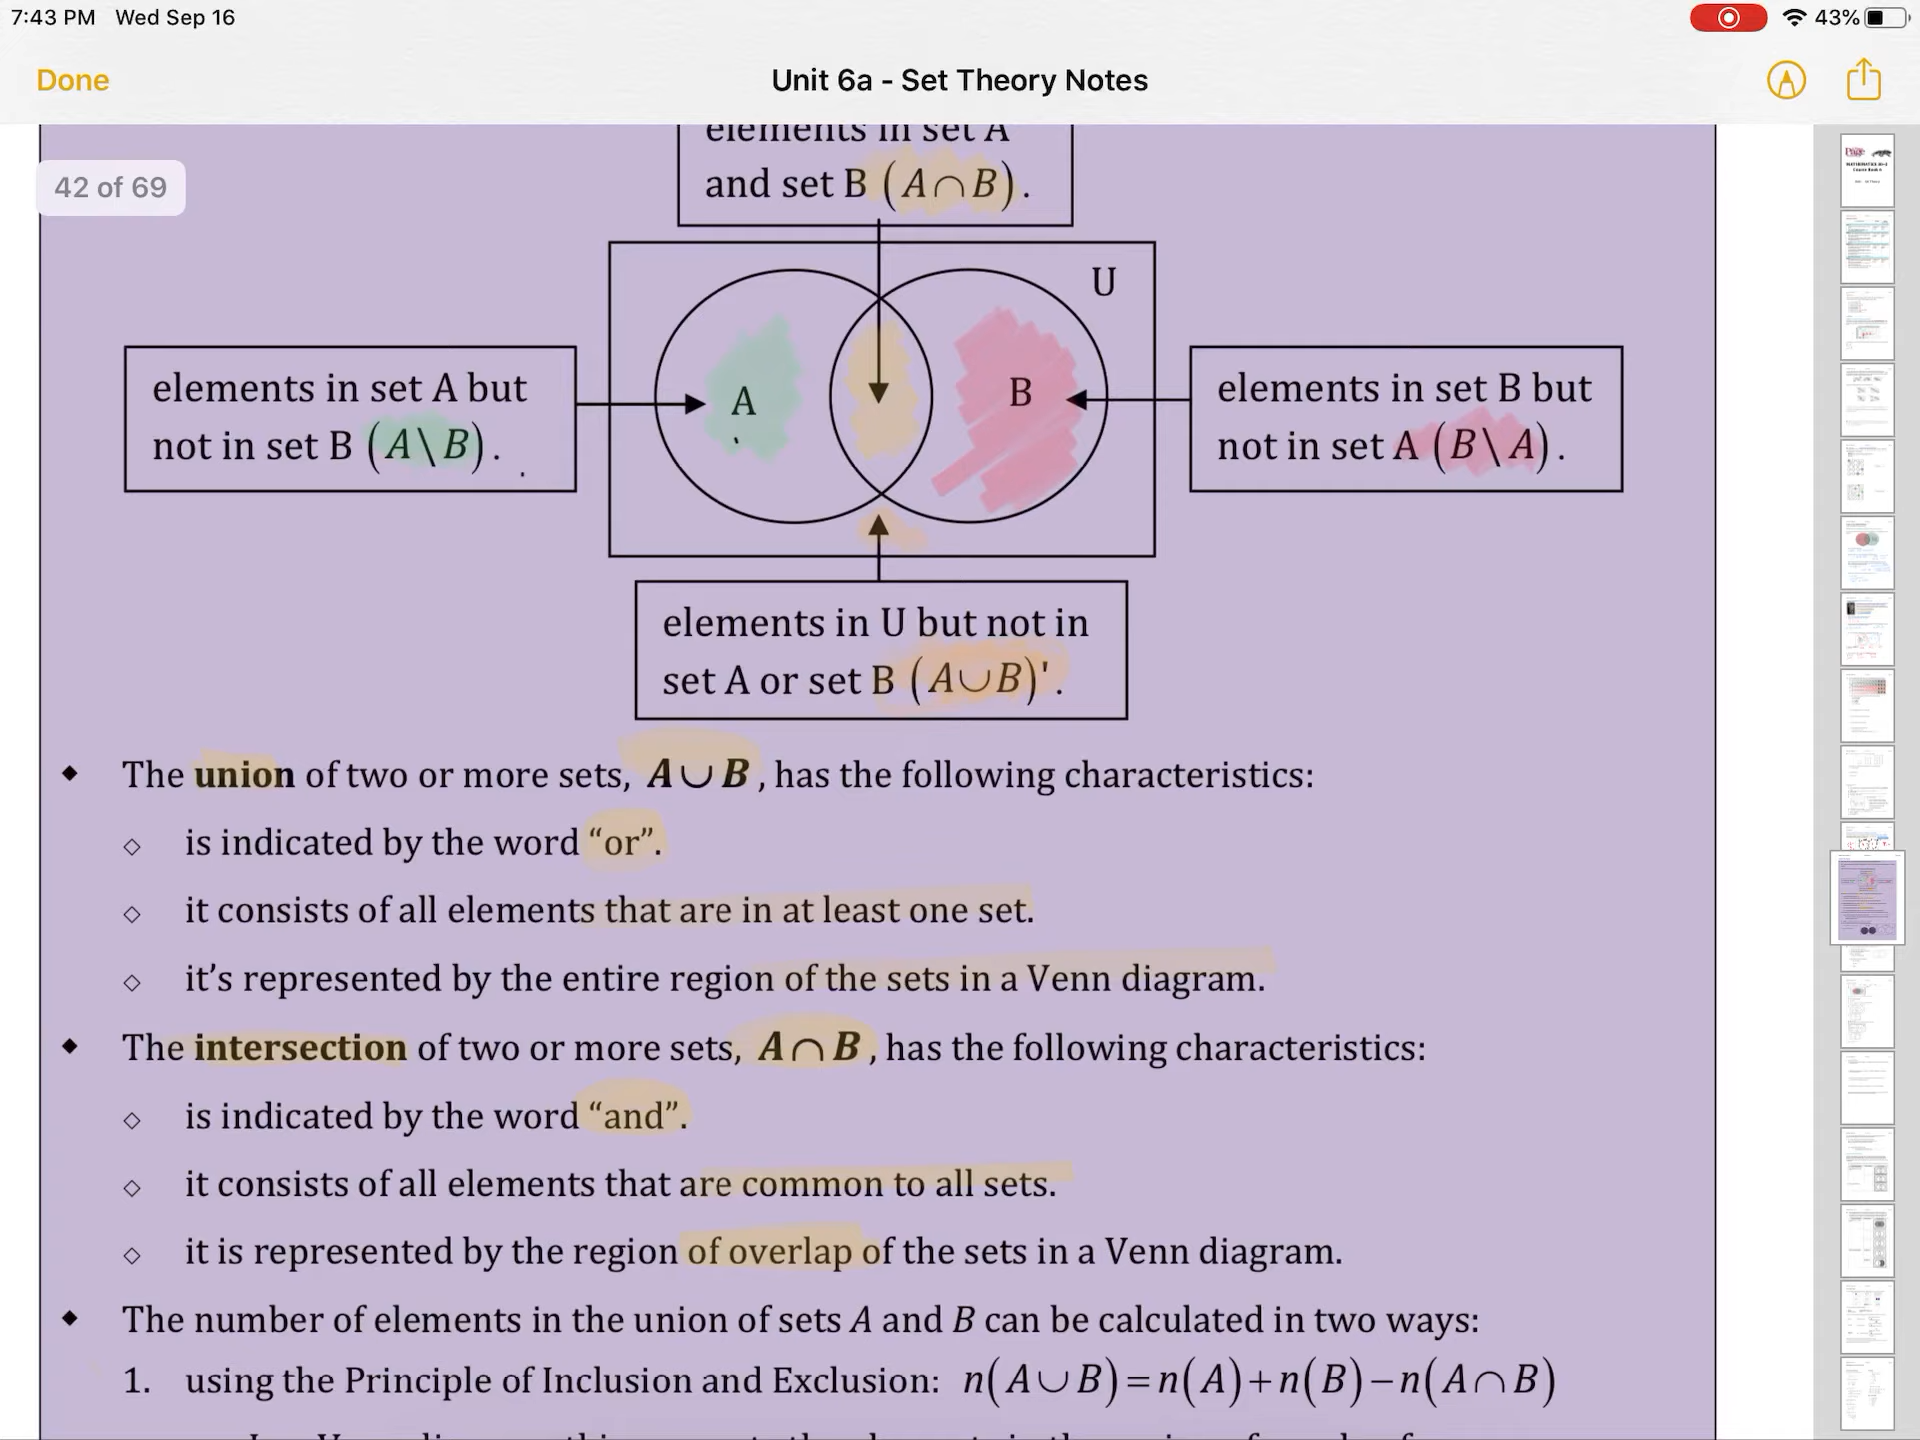 7:43 PM Wed Sep 16
43%
Done
Unit 6a - Set Theory Notes
42 of 69
elements in set A
and set B (A∩B).
U
elements in set A but
not in set B (A\B).
A
B
elements in set B but
not in set A (B\A).
elements in U but not in
set A or set B (A∪B)'.
◆ The union of two or more sets, A∪B, has the following characteristics:
◇ is indicated by the word “or”.
◇ it consists of all elements that are in at least one set.
◇ it’s represented by the entire region of the sets in a Venn diagram.
◆ The intersection of two or more sets, A∩B, has the following characteristics:
◇ is indicated by the word “and”.
◇ it consists of all elements that are common to all sets.
◇ it is represented by the region of overlap of the sets in a Venn diagram.
◆ The number of elements in the union of sets A and B can be calculated in two ways:
1. using the Principle of Inclusion and Exclusion: n(A∪B)=n(A)+n(B)−n(A∩B)